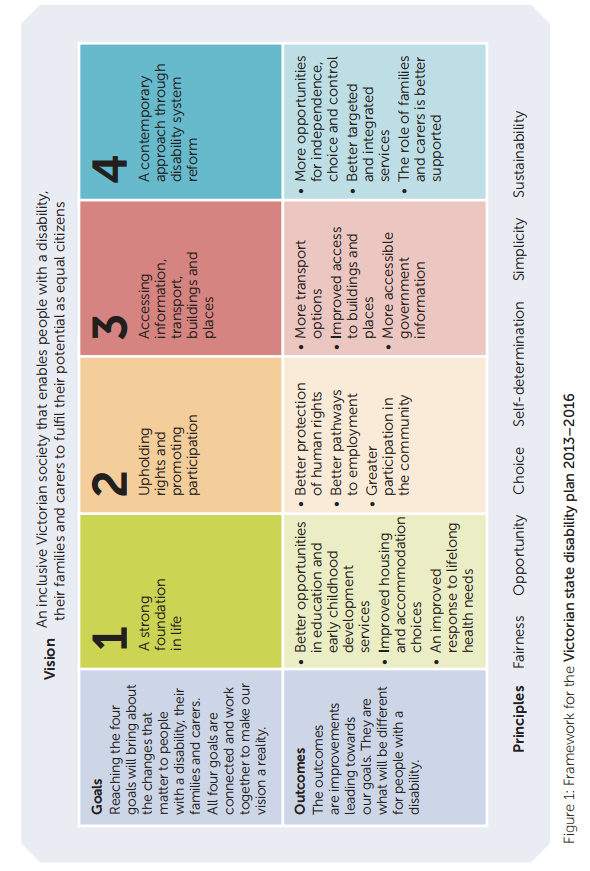 Vision An inclusive Victorian society that enables people with a disability,
their families and carers to fulfil their potential as equal citizens
Goals
Reaching the four
goals will bring about
the changes that
matter to people
with a disability, their
families and carers.
All four goals are
connected and work
together to make our
vision a reality.
1
A strong
foundation
in life
2
Upholding
rights and
promoting
participation
3
Accessing
information,
transport,
buildings and
places
4
A contemporary
approach through
disability system
reform
Outcomes
The outcomes
are improvements
leading towards
our goals. They are
what will be different
for people with a
disability.
• Better opportunities
in education and
early childhood
development
services
• Improved housing
and accommodation
choices
• An improved
response to lifelong
health needs
• Better protection
of human rights
• Better pathways
to employment
• Greater
participation in
the community
• More transport
options
• Improved access
to buildings and
places
• More accessible
government
information
• More opportunities
for independence,
choice and control
• Better targeted
and integrated
services
• The role of families
and carers is better
supported
Principles Fairness Opportunity Choice Self-determination Simplicity Sustainability
Figure 1: Framework for the Victorian state disability plan 2013–2016